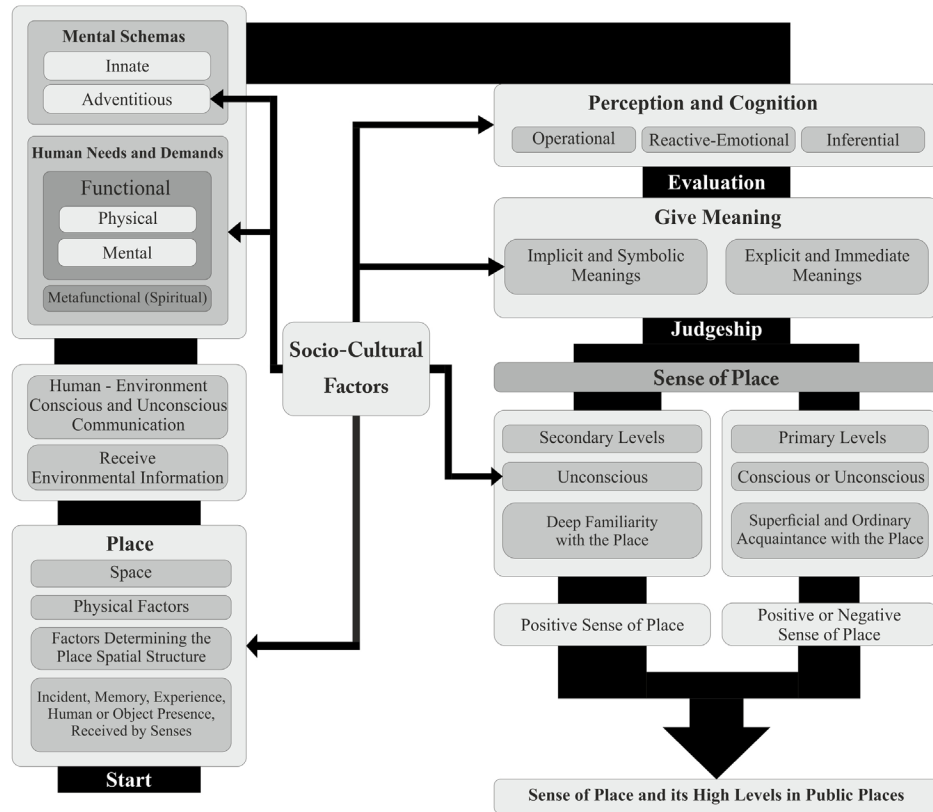 Mental Schemas
Innate
Adventitious
Human Needs and Demands
Functional
Physical
Mental
Metafunctional (Spiritual)
Human - Environment
Conscious and Unconscious
Communication
Receive
Environmental Information
Place
Space
Physical Factors
Factors Determining the
Place Spatial Structure
Incident, Memory, Experience,
Human or Object Presence,
Received by Senses
Start
Socio-Cultural
Factors
Perception and Cognition
Operational
Reactive-Emotional
Inferential
Evaluation
Give Meaning
Implicit and Symbolic
Meanings
Explicit and Immediate
Meanings
Judgeship
Sense of Place
Secondary Levels
Unconscious
Deep Familiarity
with the Place
Primary Levels
Conscious or Unconscious
Superficial and Ordinary
Acquaintance with the Place
Positive Sense of Place
Positive or Negative
Sense of Place
Sense of Place and its High Levels in Public Places